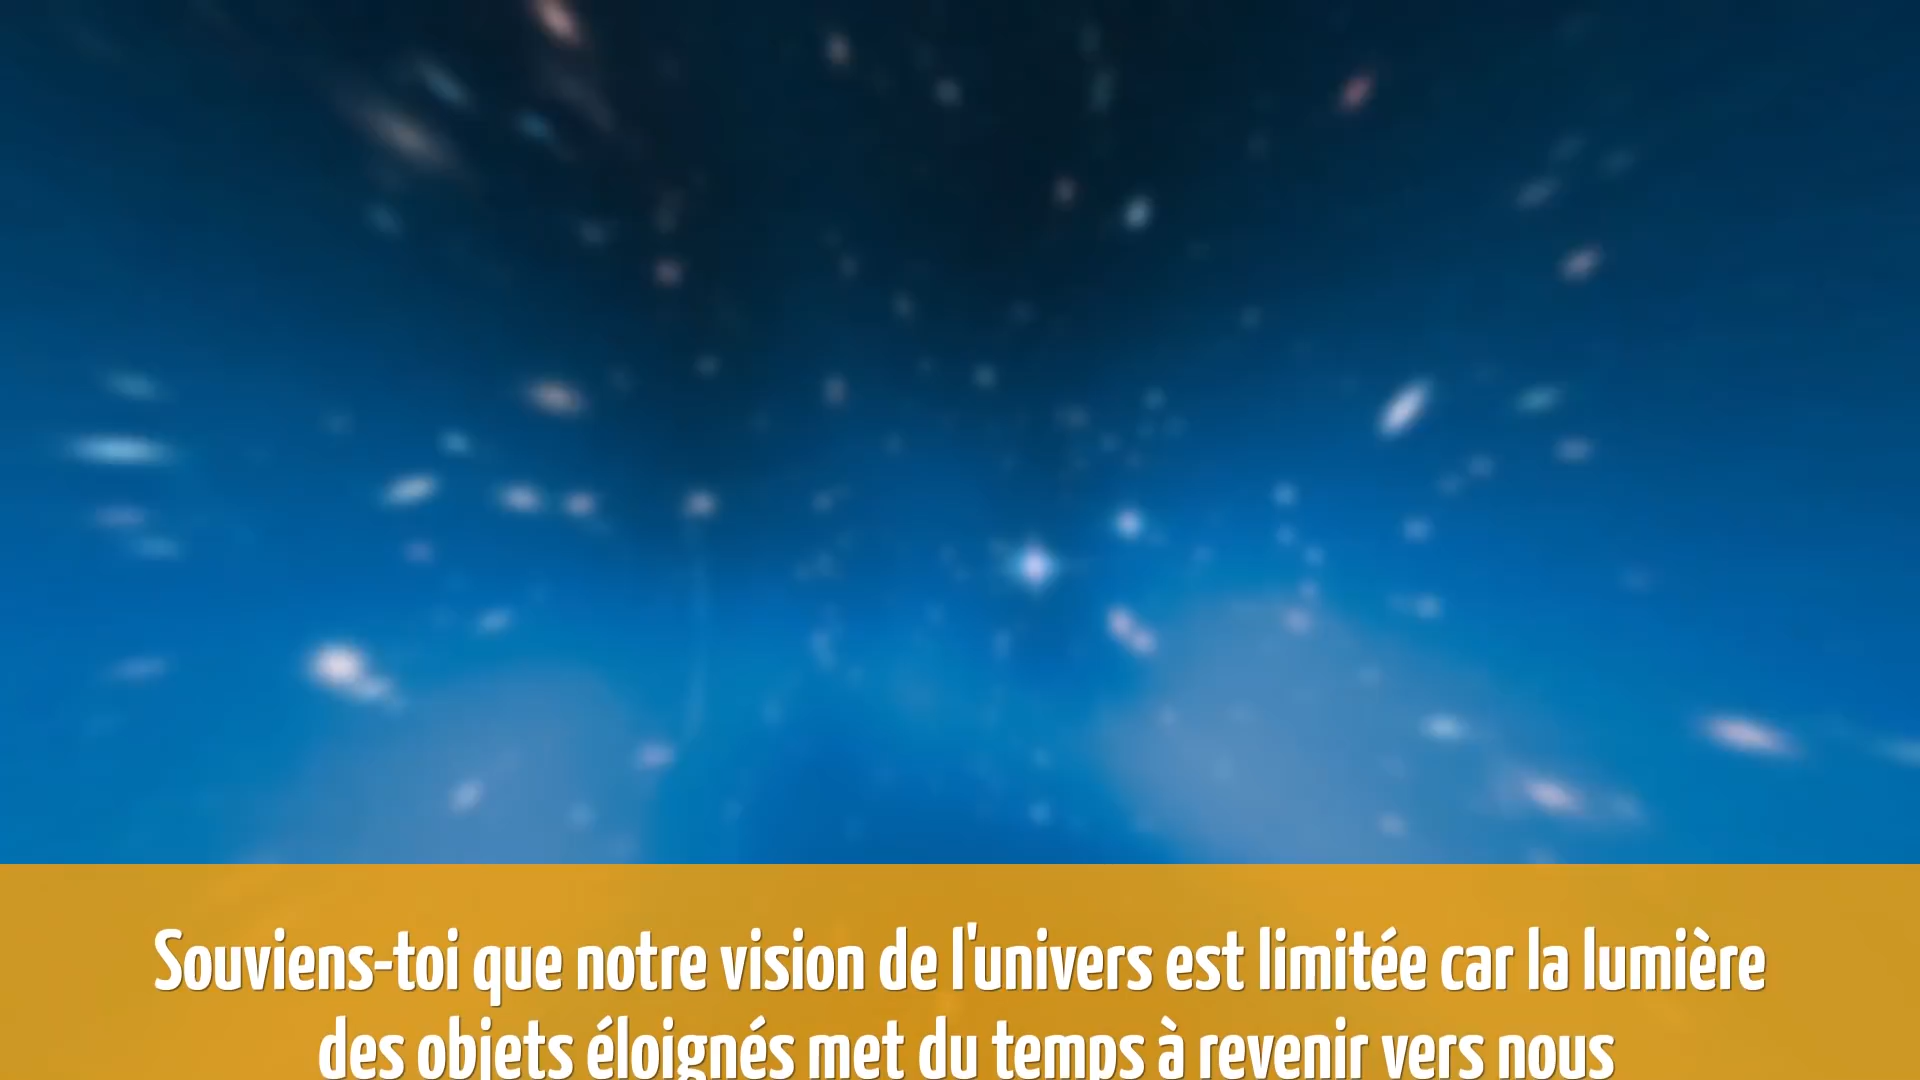 Souviens-toi que notre vision de l'univers est limitée car la lumière
des objets éloignés met du temps à revenir vers nous